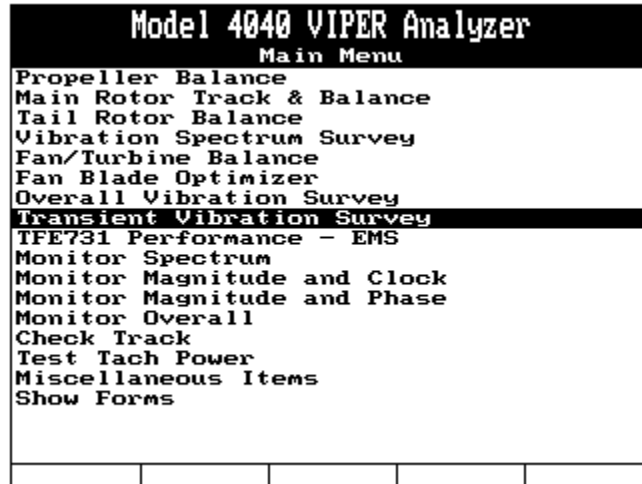 Model 4040 VIPER Analyzer
Main Menu
Propeller Balance
Main Rotor Track & Balance
Tail Rotor Balance
Vibration Spectrum Survey
Fan/Turbine Balance
Fan Blade Optimizer
Overall Vibration Survey
Transient Vibration Survey
TFE731 Performance - EMS
Monitor Spectrum
Monitor Magnitude and Clock
Monitor Magnitude and Phase
Monitor Overall
Check Track
Test Tach Power
Miscellaneous Items
Show Forms